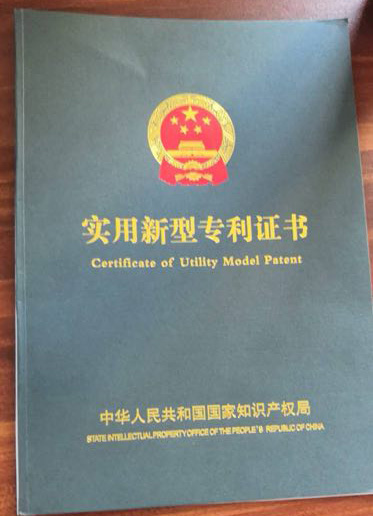 实用新型专利证书
Certificate of Utility Model Patent
中华人民共和国国家知识产权局
STATE INTELLECTUAL PROPERTY OFFICE OF THE PEOPLE'S REPUBLIC OF CHINA